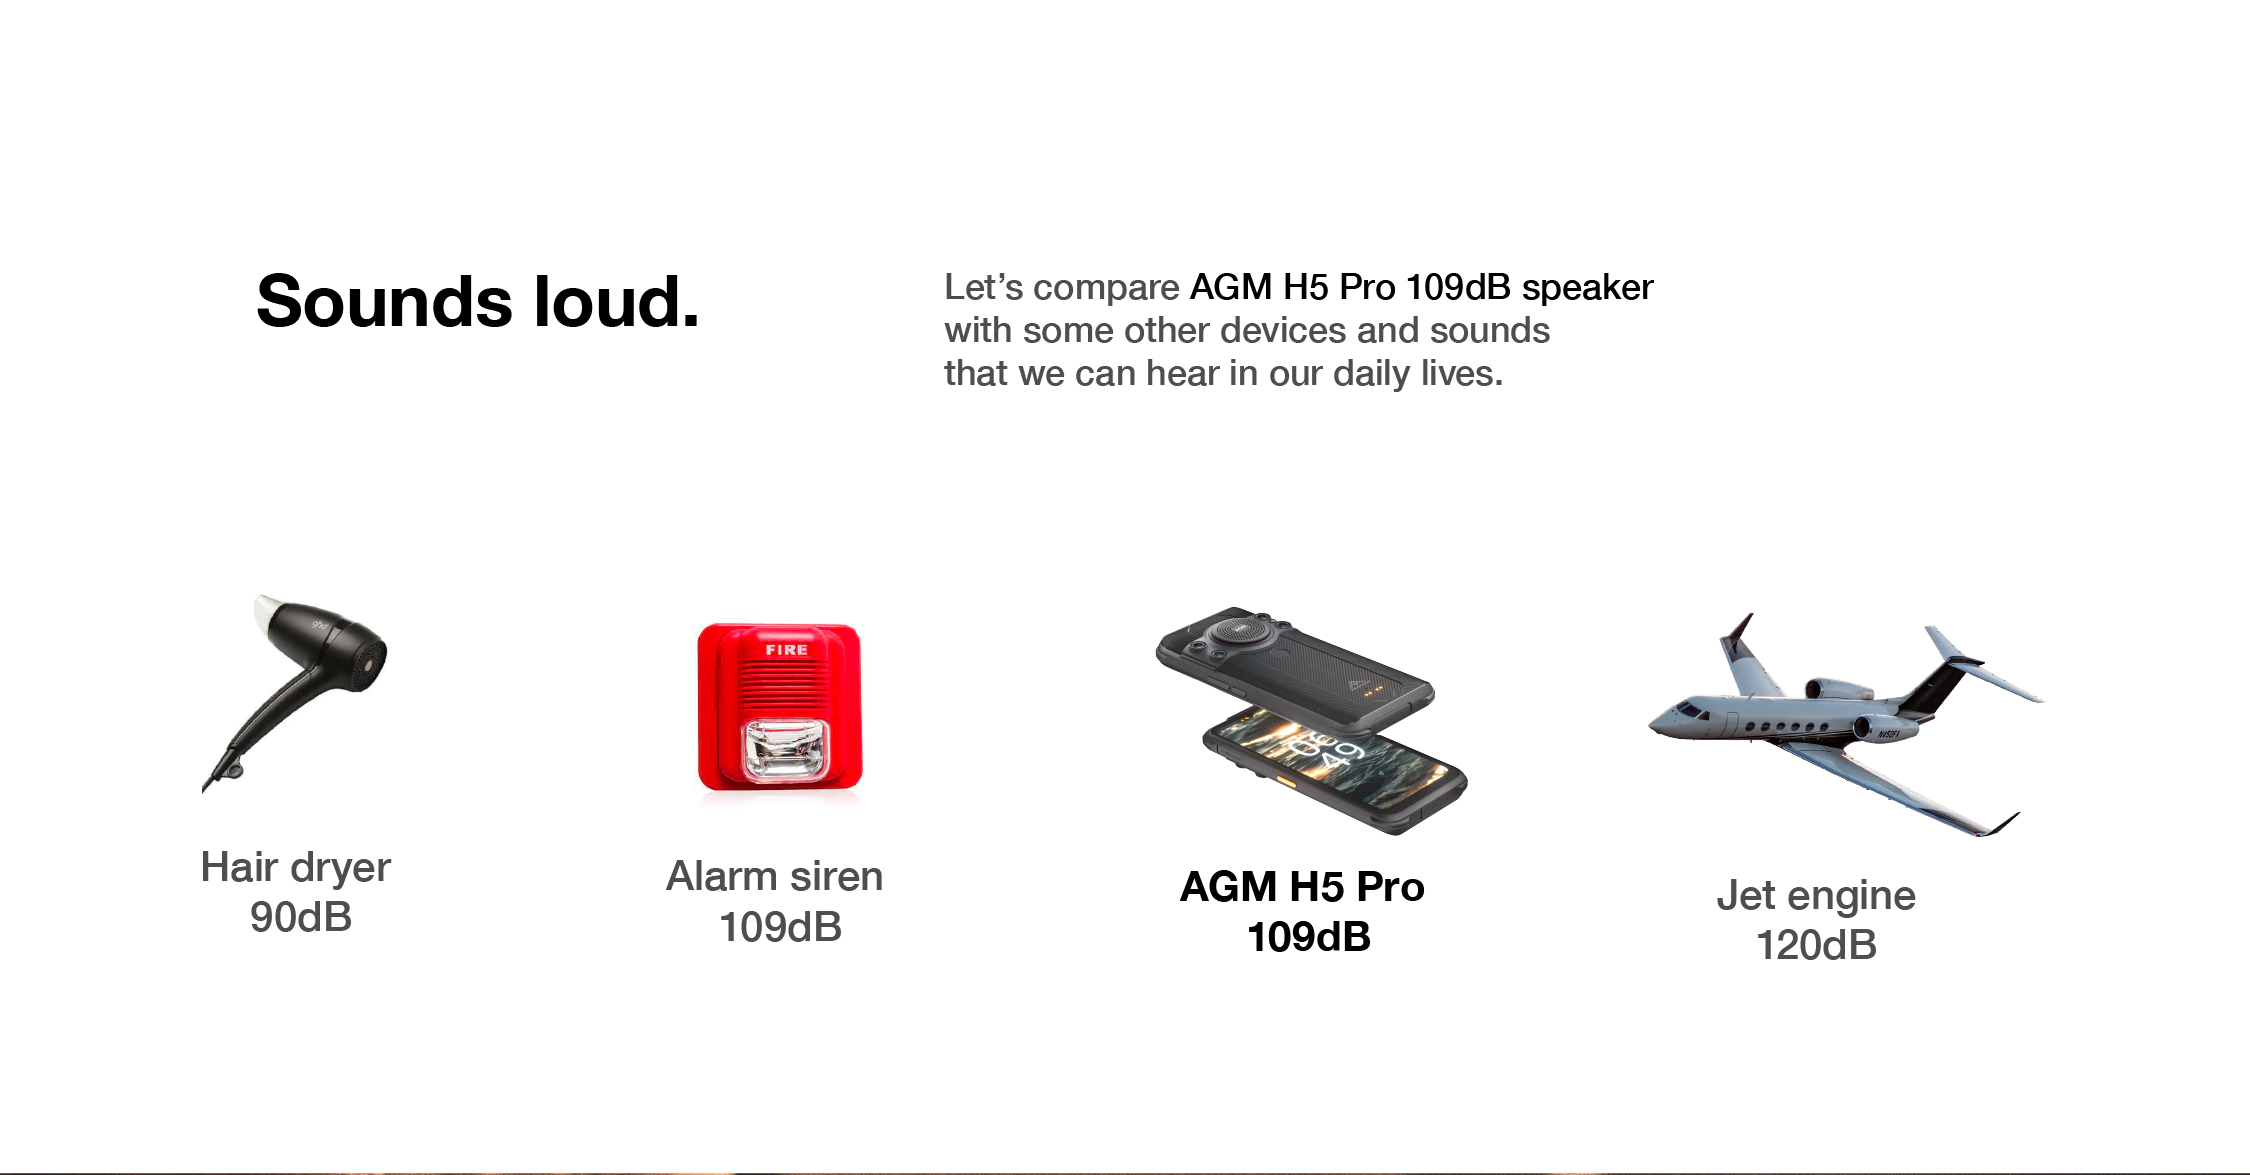 Sounds loud.
Let’s compare AGM H5 Pro 109dB speaker
with some other devices and sounds
that we can hear in our daily lives.
ghd
FIRE
Hair dryer
90dB
Alarm siren
109dB
AGM H5 Pro
109dB
Jet engine
120dB